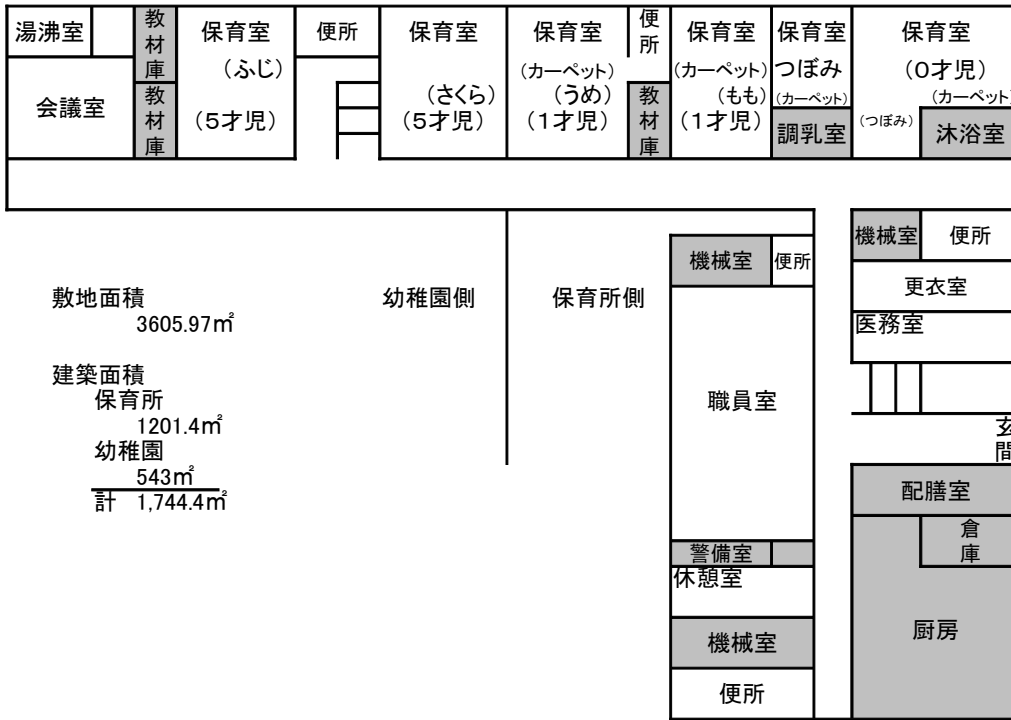 湯沸室
会議室
教材庫
教材庫
保育室
(ふじ)
(5才児)
便所
保育室
(さくら)
(5才児)
保育室
(カーペット)
(うめ)
(1才児)
便所
教材庫
保育室
(カーペット)
(もも)
(1才児)
保育室
つぼみ
(カーペット)
調乳室
保育室
(0才児)
(カーペット)
(つぼみ)
沐浴室
敷地面積
3605.97㎡
建築面積
保育所
1201.4㎡
幼稚園
543㎡
計 1,744.4㎡
幼稚園側
保育所側
機械室
便所
職員室
警備室
休憩室
機械室
便所
機械室
便所
更衣室
医務室
玄間
配膳室
倉庫
厨房